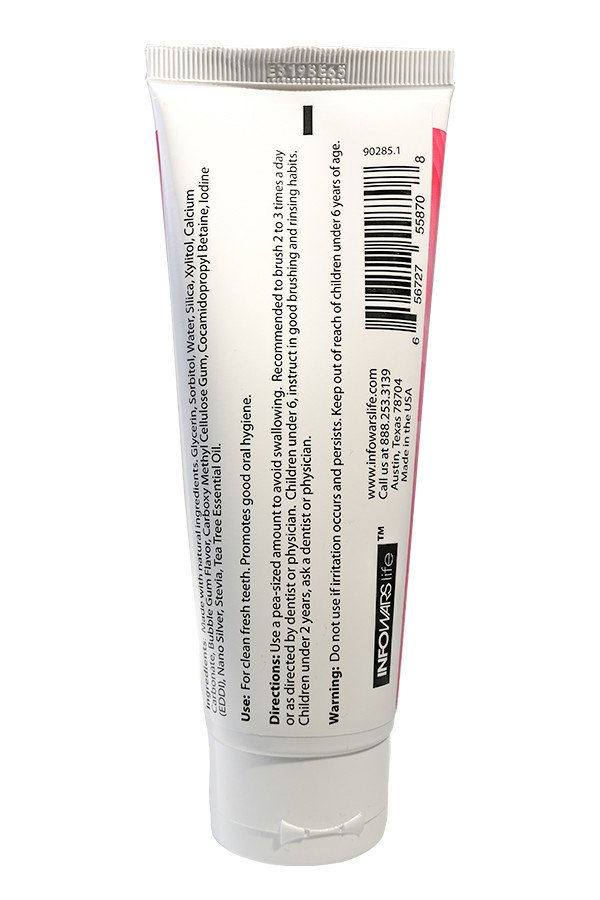 E5193E65
Ingredients: Made with natural ingredients, Glycerin, Sorbitol, Water, Silica, Xylitol, Calcium
Carbonate, Bubble Gum Flavor, Carboxy Methyl Cellulose Gum, Cocamidopropyl Betaine, Iodine
(EDDI), Nano Silver, Stevia, Tea Tree Essential Oil.
Use: For clean fresh teeth. Promotes good oral hygiene.
Directions: Use a pea-sized amount to avoid swallowing. Recommended to brush 2 to 3 times a day
or as directed by dentist or physician. Children under 6, instruct in good brushing and rinsing habits.
Children under 2 years, ask a dentist or physician.
Warning: Do not use if irritation occurs and persists. Keep out of reach of children under 6 years of age.
INFOWARSlife™
www.infowarslife.com
Call us at 888.253.3139
Austin, Texas 78704
Made in the USA
90285.1
6 56727 55870 8